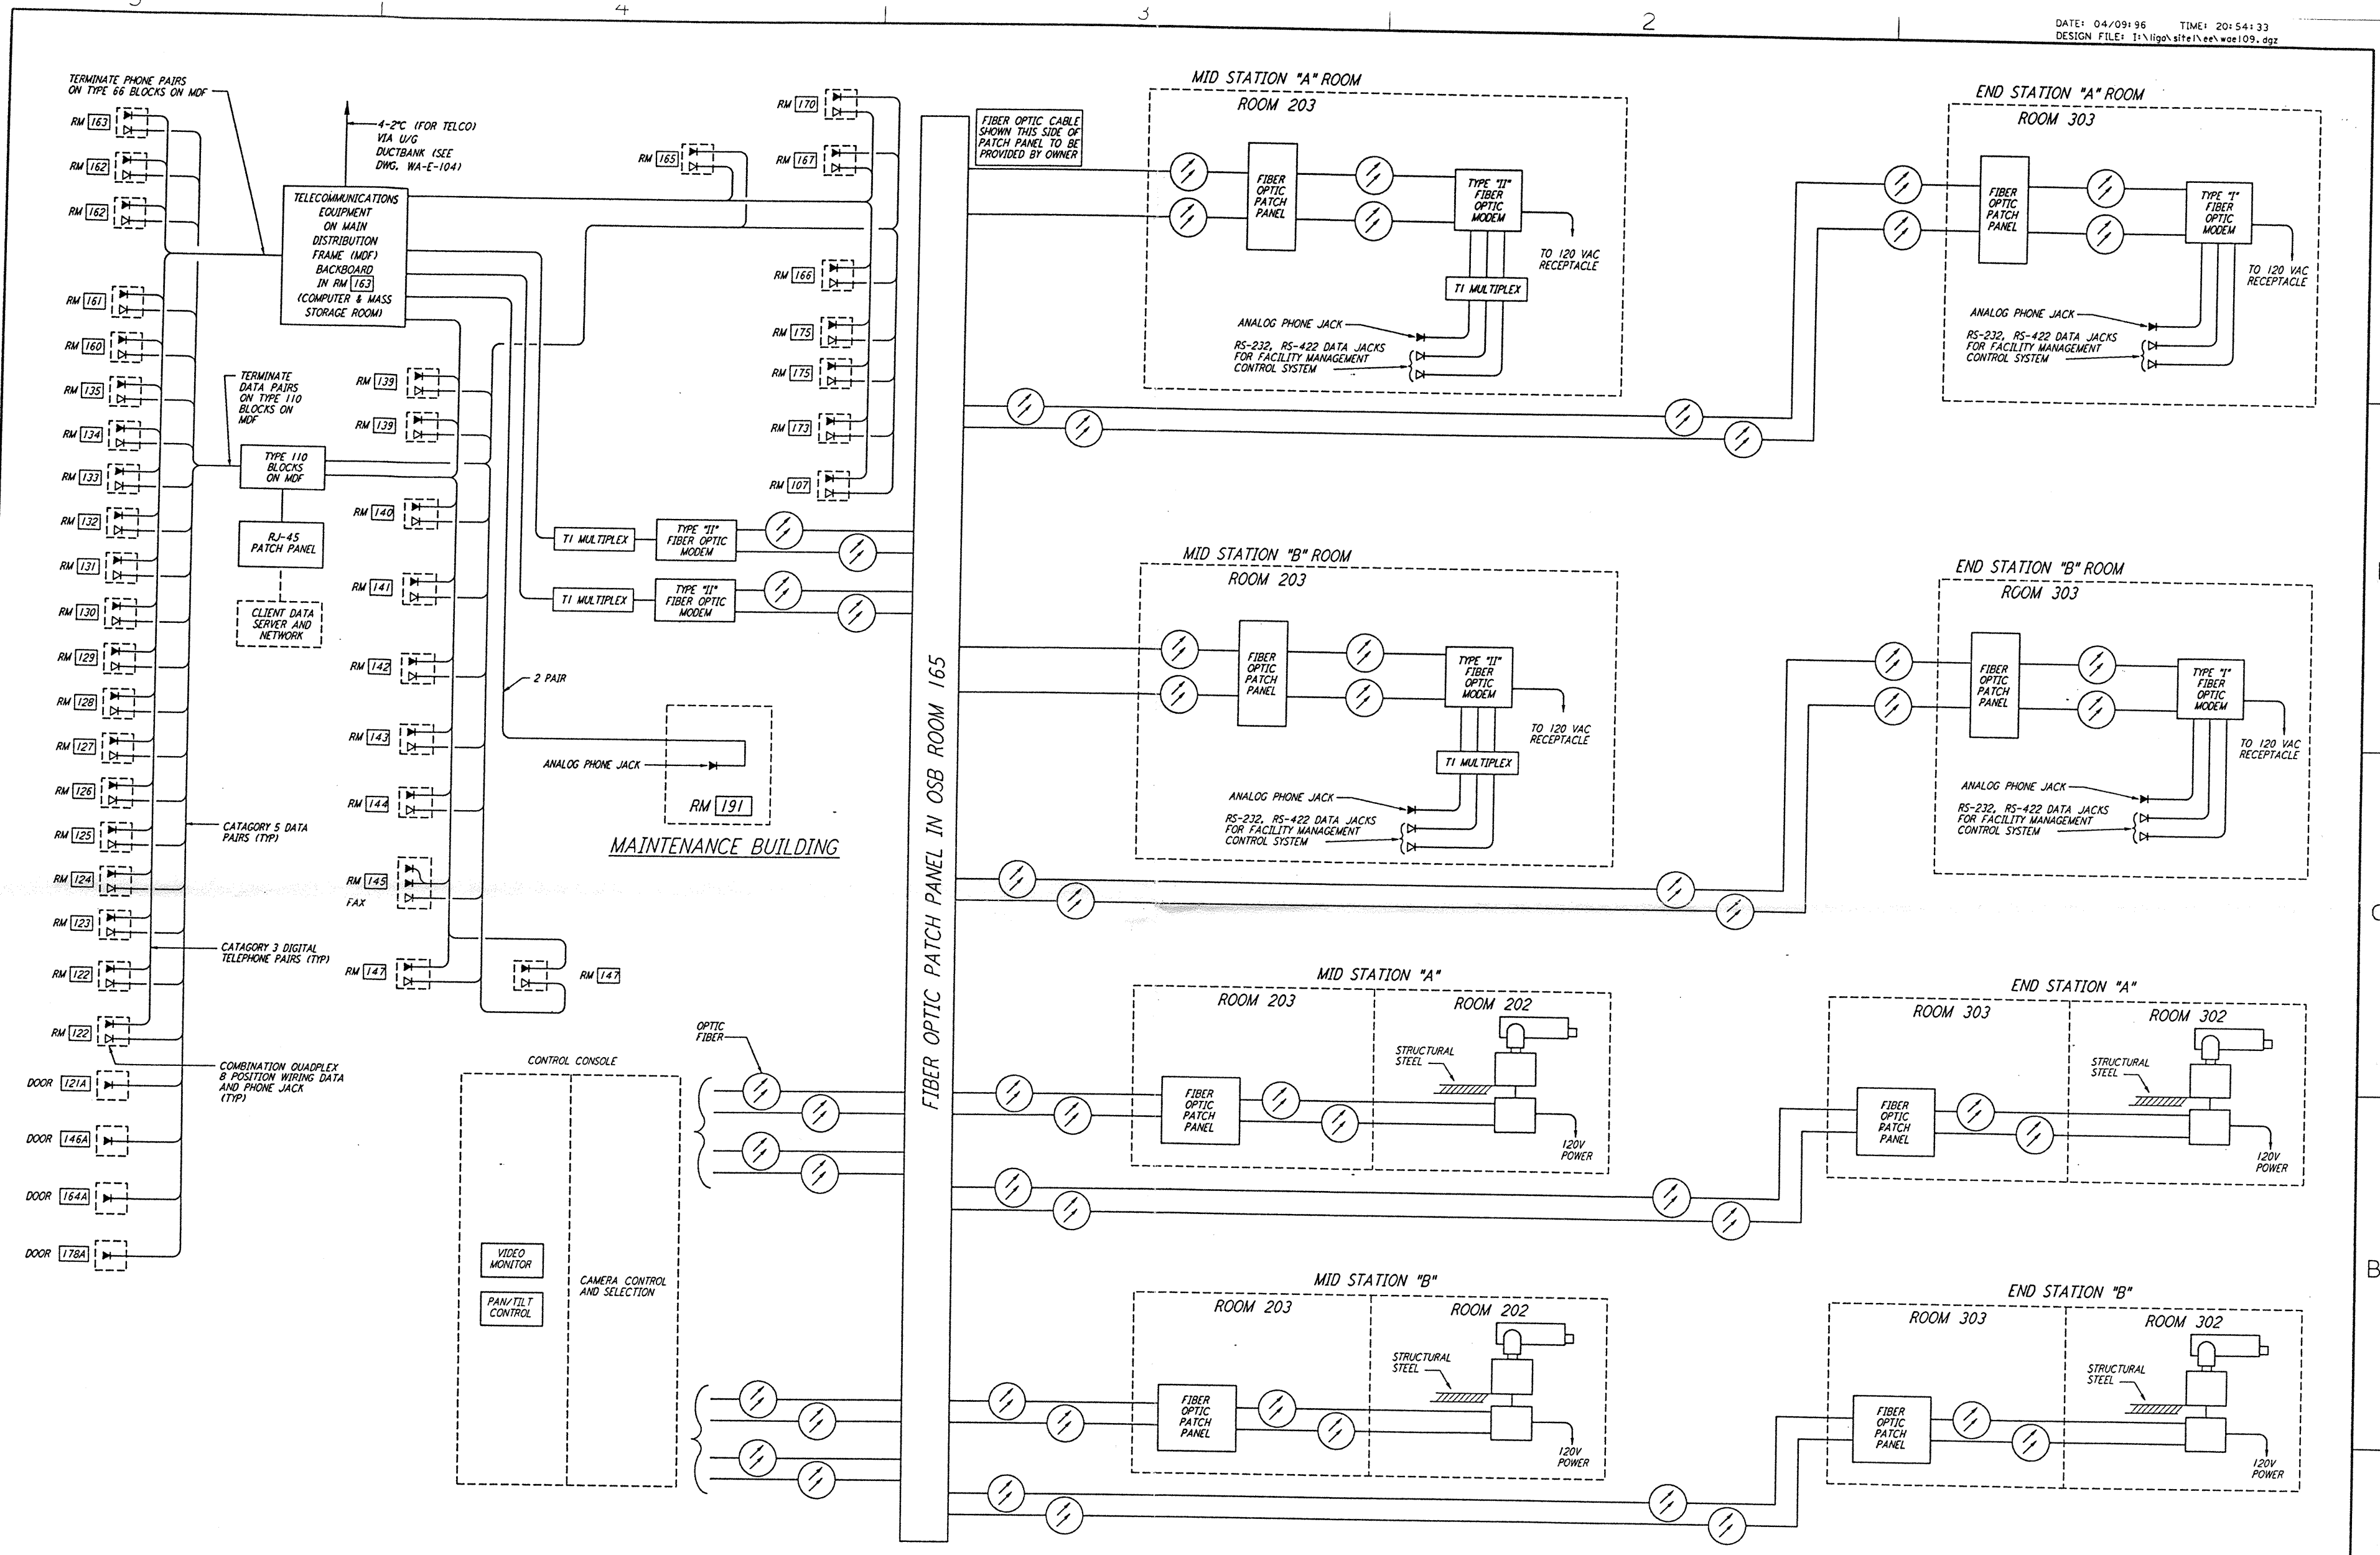 5
4
3
2
DATE: 04/09:96 TIME: 20:54:33
DESIGN FILE: I:\ligo\site1\ee\wae109.dgz
TERMINATE PHONE PAIRS
ON TYPE 66 BLOCKS ON MDF
RM 163
RM 162
RM 162
RM 161
RM 160
RM 135
RM 134
RM 133
RM 132
RM 131
RM 130
RM 129
RM 128
RM 127
RM 126
RM 125
RM 124
RM 123
RM 122
RM 122
DOOR 121A
DOOR 146A
DOOR 164A
DOOR 178A
4-2"C (FOR TELCO)
VIA U/G
DUCTBANK (SEE
DWG. WA-E-104)
TELECOMMUNICATIONS
EQUIPMENT
ON MAIN
DISTRIBUTION
FRAME (MDF)
BACKBOARD
IN RM 163
(COMPUTER & MASS
STORAGE ROOM)
TERMINATE
DATA PAIRS
ON TYPE 110
BLOCKS ON
MDF
TYPE 110
BLOCKS
ON MDF
RJ-45
PATCH PANEL
CLIENT DATA
SERVER AND
NETWORK
CATAGORY 5 DATA
PAIRS (TYP)
CATAGORY 3 DIGITAL
TELEPHONE PAIRS (TYP)
COMBINATION QUADPLEX
8 POSITION WIRING DATA
AND PHONE JACK
(TYP)
RM 139
RM 139
RM 140
RM 141
RM 142
RM 143
RM 144
RM 145
FAX
RM 147
RM 147
RM 165
RM 170
RM 167
RM 166
RM 175
RM 175
RM 173
RM 107
T1 MULTIPLEX
TYPE "II"
FIBER OPTIC
MODEM
T1 MULTIPLEX
TYPE "II"
FIBER OPTIC
MODEM
2 PAIR
ANALOG PHONE JACK
RM 191
MAINTENANCE BUILDING
OPTIC
FIBER
CONTROL CONSOLE
VIDEO
MONITOR
PAN/TILT
CONTROL
CAMERA CONTROL
AND SELECTION
FIBER OPTIC PATCH PANEL IN OSB ROOM 165
FIBER OPTIC CABLE
SHOWN THIS SIDE OF
PATCH PANEL TO BE
PROVIDED BY OWNER
MID STATION "A" ROOM
ROOM 203
FIBER
OPTIC
PATCH
PANEL
TYPE "II"
FIBER
OPTIC
MODEM
TO 120 VAC
RECEPTACLE
T1 MULTIPLEX
ANALOG PHONE JACK
RS-232, RS-422 DATA JACKS
FOR FACILITY MANAGEMENT
CONTROL SYSTEM
END STATION "A" ROOM
ROOM 303
FIBER
OPTIC
PATCH
PANEL
TYPE "I"
FIBER
OPTIC
MODEM
TO 120 VAC
RECEPTACLE
ANALOG PHONE JACK
RS-232, RS-422 DATA JACKS
FOR FACILITY MANAGEMENT
CONTROL SYSTEM
MID STATION "B" ROOM
ROOM 203
FIBER
OPTIC
PATCH
PANEL
TYPE "II"
FIBER
OPTIC
MODEM
TO 120 VAC
RECEPTACLE
T1 MULTIPLEX
ANALOG PHONE JACK
RS-232, RS-422 DATA JACKS
FOR FACILITY MANAGEMENT
CONTROL SYSTEM
END STATION "B" ROOM
ROOM 303
FIBER
OPTIC
PATCH
PANEL
TYPE "I"
FIBER
OPTIC
MODEM
TO 120 VAC
RECEPTACLE
ANALOG PHONE JACK
RS-232, RS-422 DATA JACKS
FOR FACILITY MANAGEMENT
CONTROL SYSTEM
C
MID STATION "A"
ROOM 203
ROOM 202
STRUCTURAL
STEEL
FIBER
OPTIC
PATCH
PANEL
120V
POWER
END STATION "A"
ROOM 303
ROOM 302
STRUCTURAL
STEEL
FIBER
OPTIC
PATCH
PANEL
120V
POWER
B
MID STATION "B"
ROOM 203
ROOM 202
STRUCTURAL
STEEL
FIBER
OPTIC
PATCH
PANEL
120V
POWER
END STATION "B"
ROOM 303
ROOM 302
STRUCTURAL
STEEL
FIBER
OPTIC
PATCH
PANEL
120V
POWER